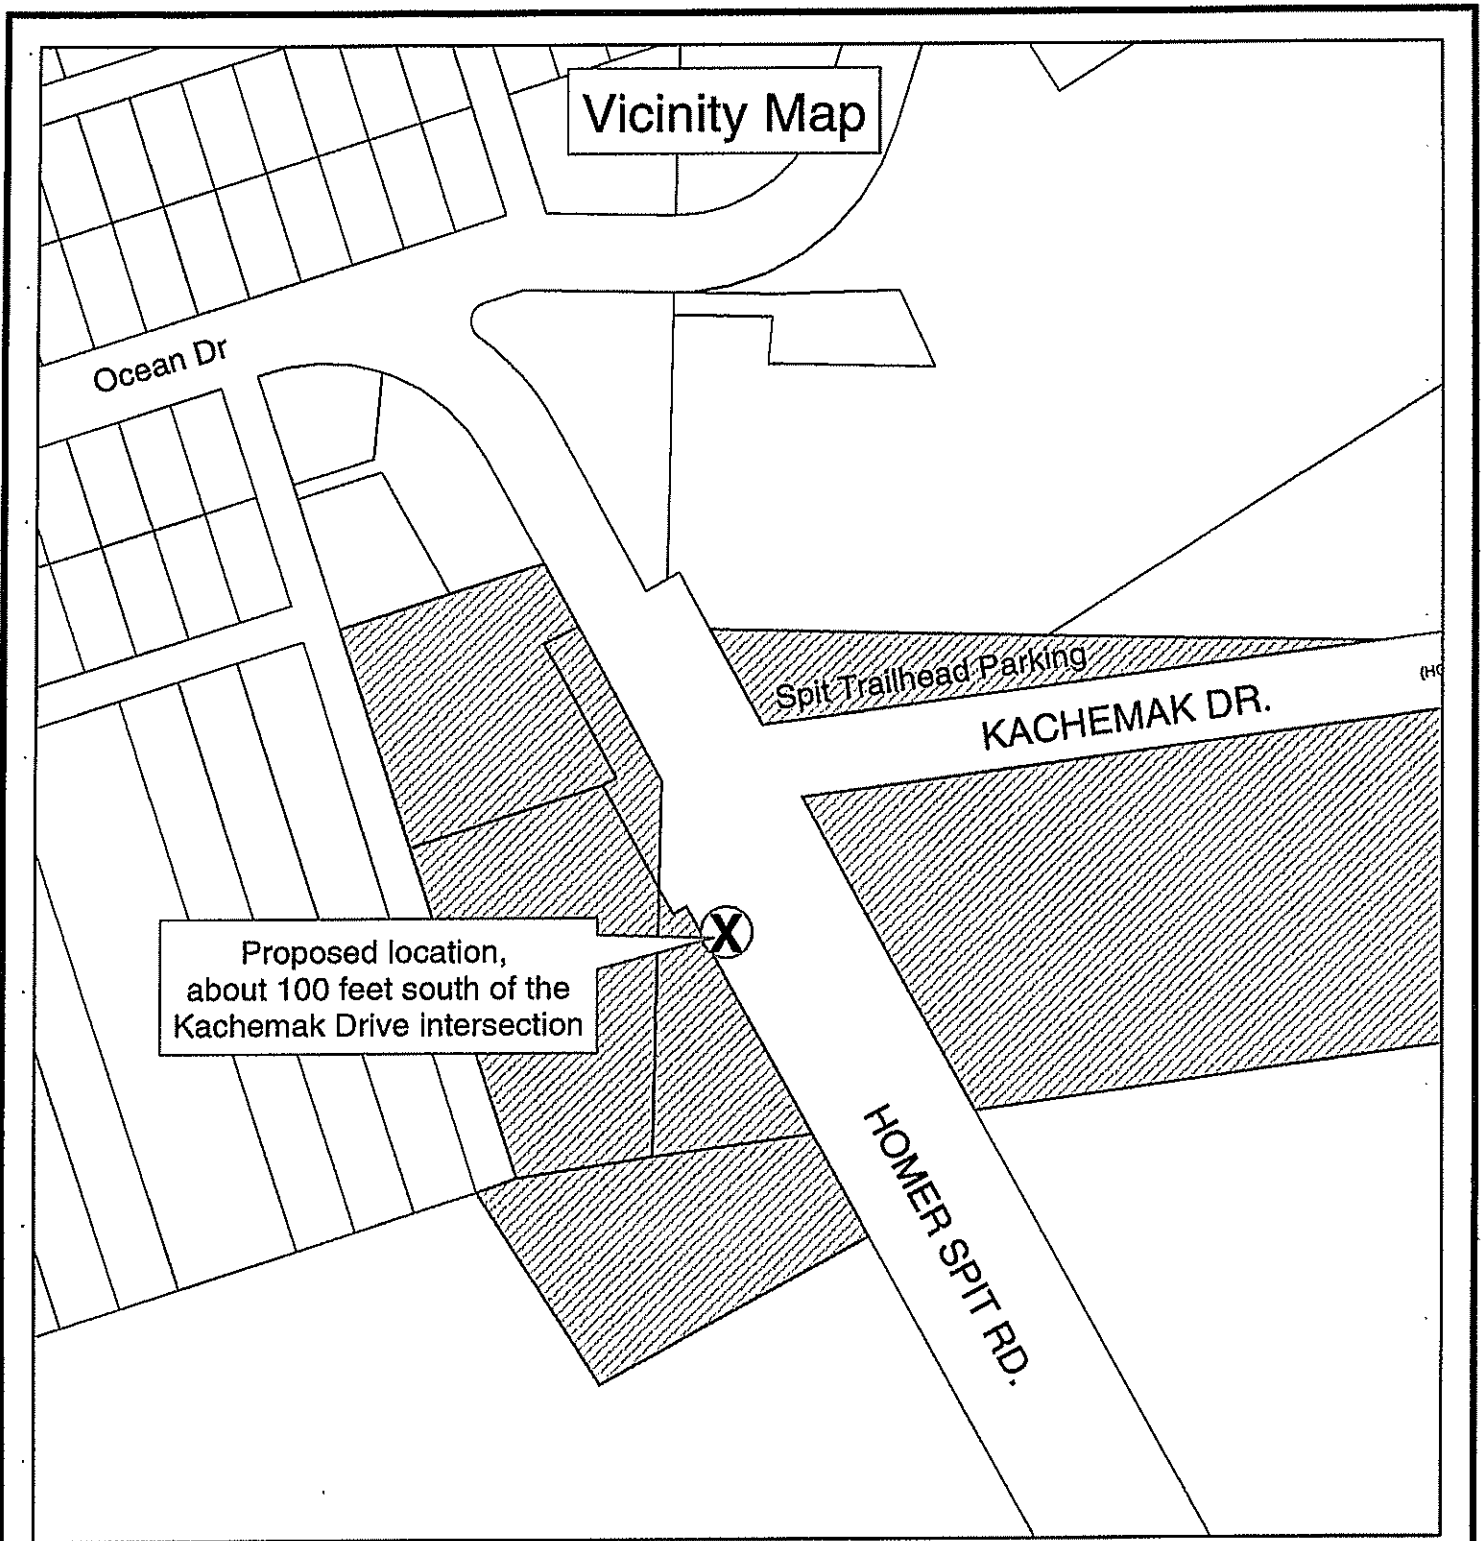 Vicinity Map
Ocean Dr
Spit Trailhead Parking
(HO
KACHEMAK DR.
Proposed location,
about 100 feet south of the
Kachemak Drive intersection
X
HOMER SPIT RD.